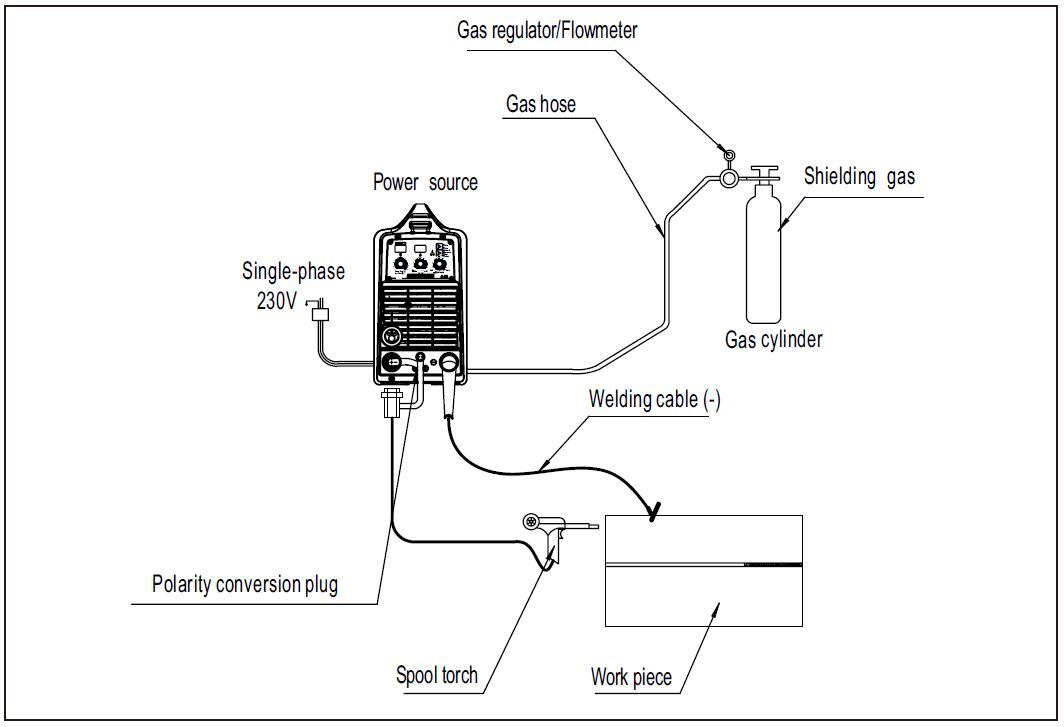 Gas regulator/Flowmeter
Gas hose
Power source
Shielding gas
Single-phase
230V
Gas cylinder
Welding cable (-)
Polarity conversion plug
Spool torch
Work piece